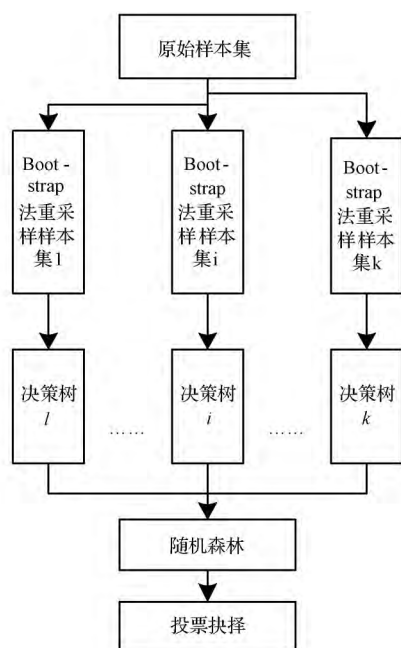 原始样本集
Boot-
strap
法重采
样样本
集1
Boot-
strap
法重采
样样本
集i
Boot-
strap
法重采
样样本
集k
决策树
l
……
决策树
i
……
决策树
k
随机森林
投票抉择